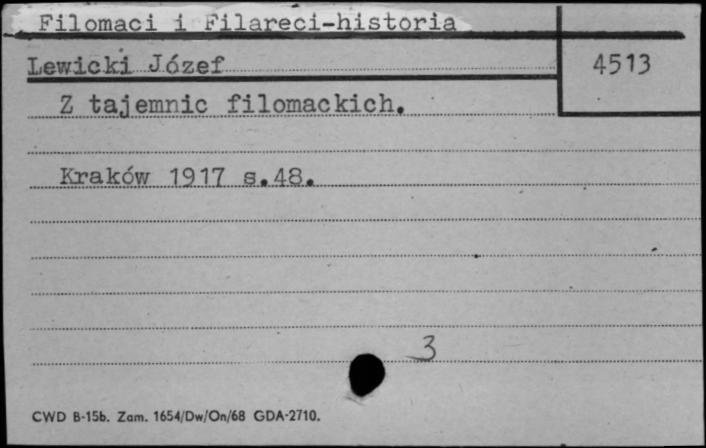 Filomaci i Filareci-historia
Lewicki Józef
4513
Z tajemnic filomackich.
Kraków 1917 s.48.
3
CWD B-15b. Zam. 1654/Dw/On/68 GDA-2710.